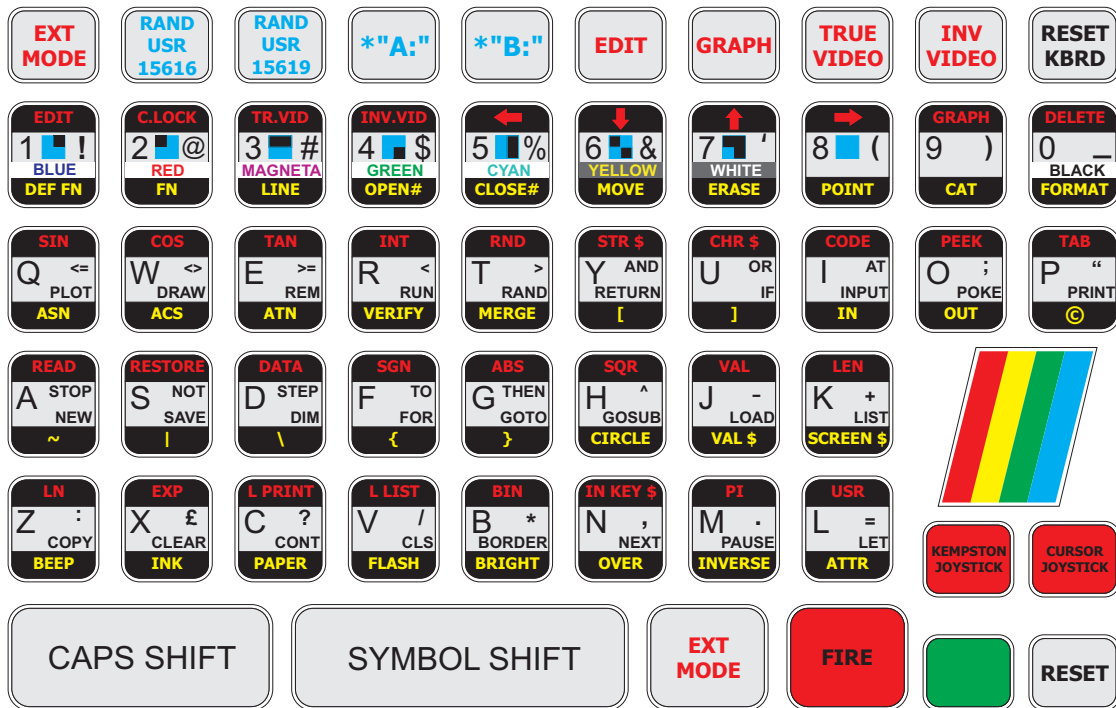 EXT
MODE
RAND
USR
15616
RAND
USR
15619
*"A:"
*"B:"
EDIT
GRAPH
TRUE
VIDEO
INV
VIDEO
RESET
KBRD
EDIT
1 !
BLUE
DEF FN
C.LOCK
2 @
RED
FN
TR.VID
3 #
MAGNETA
LINE
INV.VID
4 $
GREEN
OPEN#
5 %
CYAN
CLOSE#
6 &
YELLOW
MOVE
7 '
WHITE
ERASE
8 (
POINT
GRAPH
9 )
CAT
DELETE
0 _
BLACK
FORMAT
SIN
Q <=
PLOT
ASN
COS
W <>
DRAW
ACS
TAN
E >=
REM
ATN
INT
R <
RUN
VERIFY
RND
T >
RAND
MERGE
STR $
Y AND
RETURN
[
CHR $
U OR
IF
]
CODE
I AT
INPUT
IN
PEEK
O ;
POKE
OUT
TAB
P “
PRINT
©
READ
A STOP
NEW
~
RESTORE
S NOT
SAVE
|
DATA
D STEP
DIM
\
SGN
F TO
FOR
{
ABS
G THEN
GOTO
}
SQR
H ^
GOSUB
CIRCLE
VAL
J -
LOAD
VAL $
LEN
K +
LIST
SCREEN $
LN
Z :
COPY
BEEP
EXP
X £
CLEAR
INK
L PRINT
C ?
CONT
PAPER
L LIST
V /
CLS
FLASH
BIN
B *
BORDER
BRIGHT
IN KEY $
N ,
NEXT
OVER
PI
M .
PAUSE
INVERSE
USR
L =
LET
ATTR
KEMPSTON
JOYSTICK
CURSOR
JOYSTICK
CAPS SHIFT
SYMBOL SHIFT
EXT
MODE
FIRE
RESET